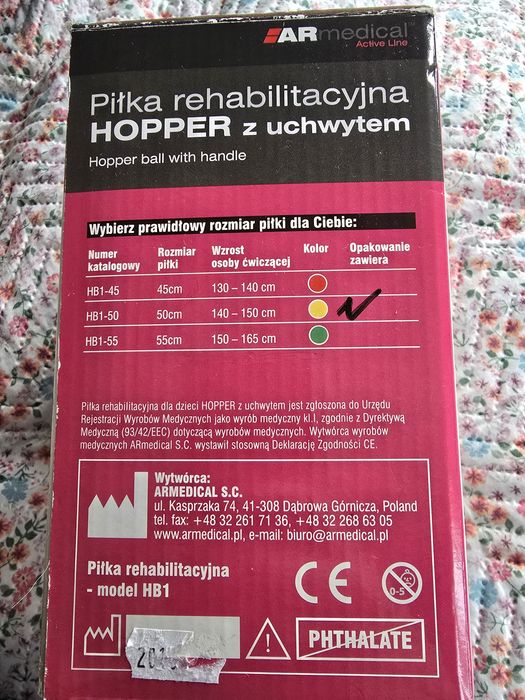 ARmedical
Active Line
Piłka rehabilitacyjna
HOPPER z uchwytem
Hopper ball with handle
Wybierz prawidłowy rozmiar piłki dla Ciebie:
Numer katalogowy Rozmiar piłki Wzrost osoby ćwiczącej Kolor Opakowanie zawiera
HB1-45 45cm 130 – 140 cm
HB1-50 50cm 140 – 150 cm
HB1-55 55cm 150 – 165 cm
Piłka rehabilitacyjna dla dzieci HOPPER z uchwytem jest zgłoszona do Urzędu
Rejestracji Wyrobów Medycznych jako wyrób medyczny kl.I, zgodnie z Dyrektywą
Medyczną (93/42/EEC) dotyczącą wyrobów medycznych. Wytwórca wyrobów
medycznych ARmedical S.C. wystawił stosowną Deklarację Zgodności CE.
Wytwórca:
ARMEDICAL S.C.
ul. Kasprzaka 74, 41-308 Dąbrowa Górnicza, Poland
tel. fax: +48 32 261 71 36, +48 32 268 63 05
www.armedical.pl, e-mail: biuro@armedical.pl
Piłka rehabilitacyjna
- model HB1
CE
0-5
PHTHALATE